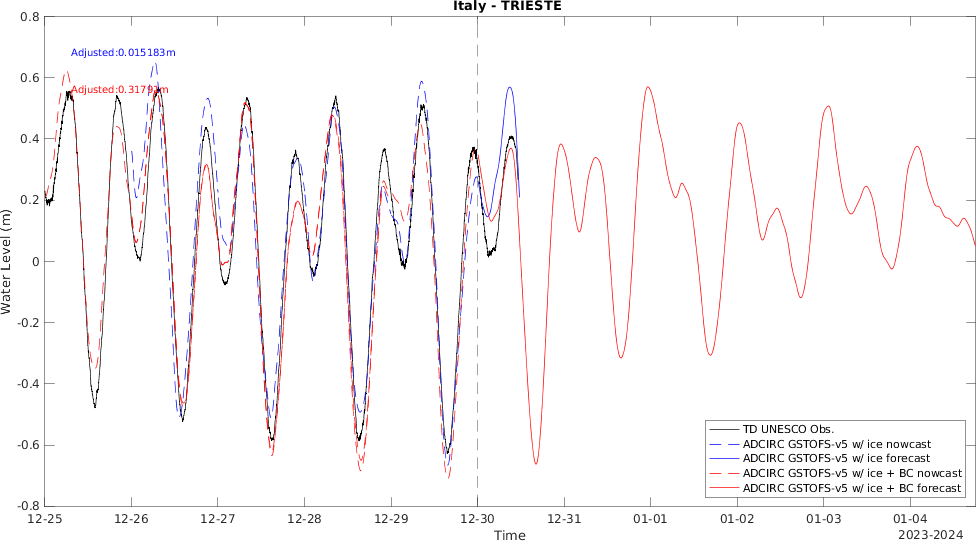 Italy - TRIESTE
0.8
0.6
0.4
0.2
0
-0.2
-0.4
-0.6
-0.8
Water Level (m)
Adjusted:0.015183m
12-25
12-26
12-27
12-28
12-29
12-30
12-31
01-01
01-02
01-03
01-04
Time
2023-2024
TD UNESCO Obs.
ADCIRC GSTOFS-v5 w/ ice nowcast
ADCIRC GSTOFS-v5 w/ ice forecast
ADCIRC GSTOFS-v5 w/ ice + BC nowcast
ADCIRC GSTOFS-v5 w/ ice + BC forecast